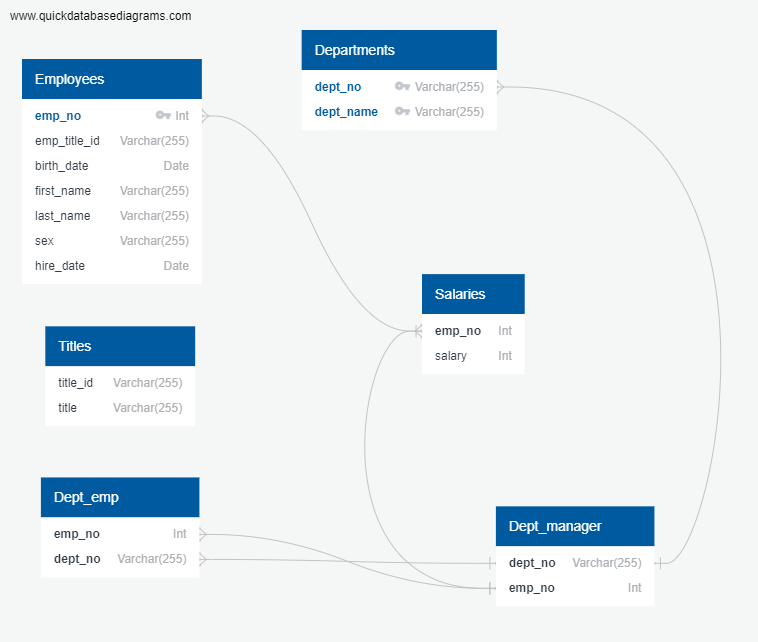 www.quickdatabasediagrams.com
Employees
emp_no Int
emp_title_id Varchar(255)
birth_date Date
first_name Varchar(255)
last_name Varchar(255)
sex Varchar(255)
hire_date Date
Departments
dept_no Varchar(255)
dept_name Varchar(255)
Salaries
emp_no Int
salary Int
Titles
title_id Varchar(255)
title Varchar(255)
Dept_emp
emp_no Int
dept_no Varchar(255)
Dept_manager
dept_no Varchar(255)
emp_no Int